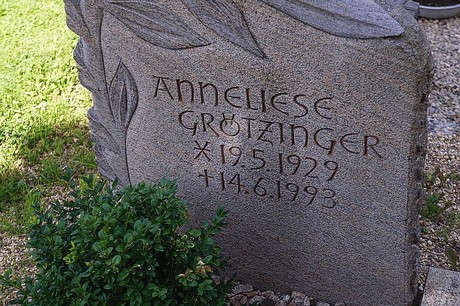 ANNELIESE
GRÖTZINGER
* 19.5.1929
† 14.6.1993